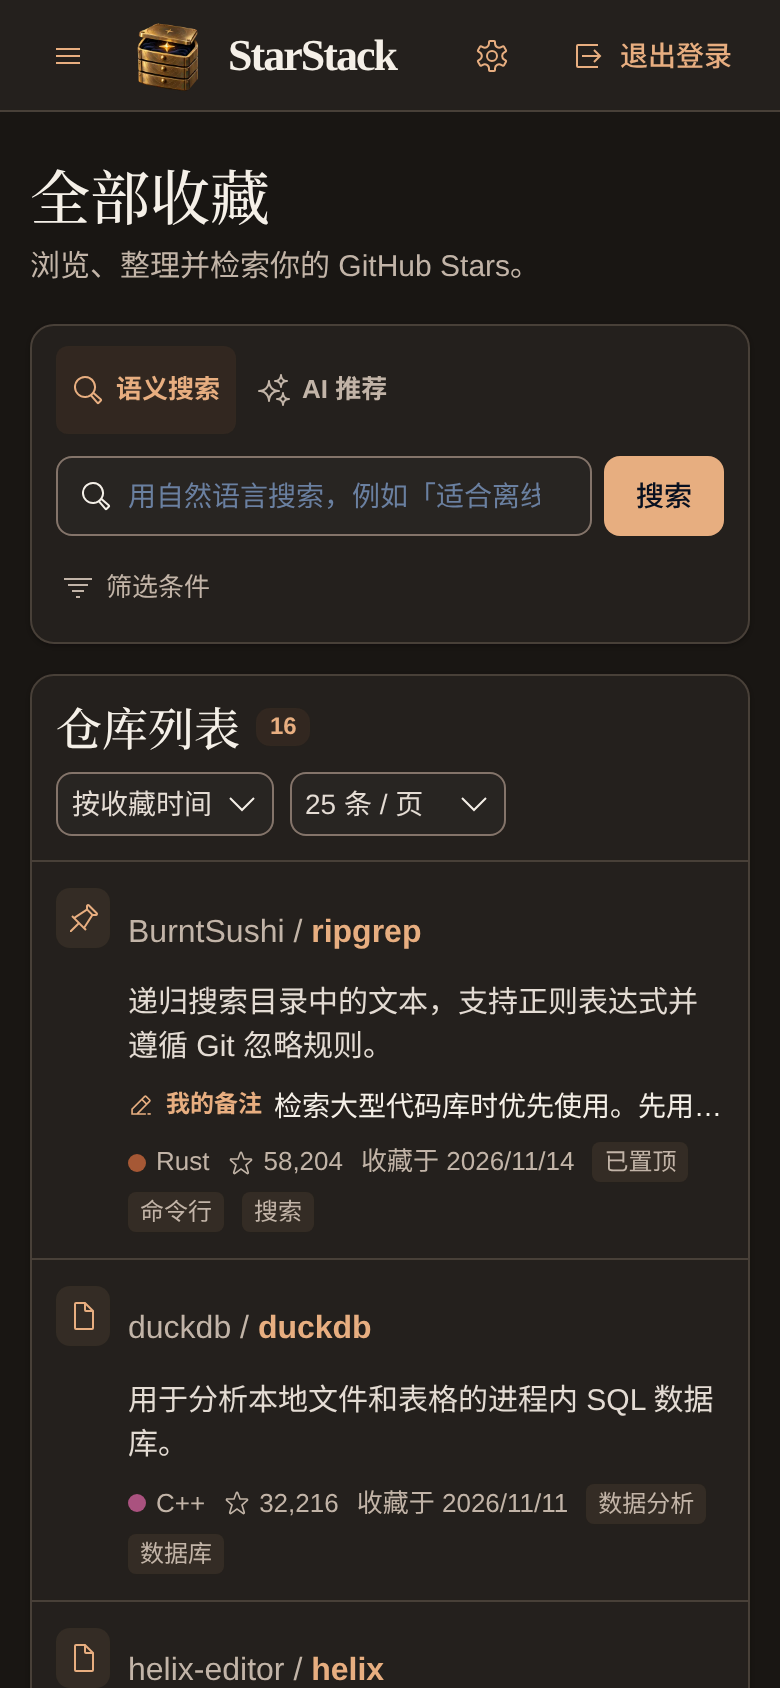 StarStack
退出登录
全部收藏
浏览、整理并检索你的 GitHub Stars。
语义搜索
AI 推荐
用自然语言搜索，例如「适合离线
搜索
筛选条件
仓库列表 16
按收藏时间
25 条 / 页
BurntSushi / ripgrep
递归搜索目录中的文本，支持正则表达式并
遵循 Git 忽略规则。
我的备注 检索大型代码库时优先使用。先用…
Rust 58,204 收藏于 2026/11/14 已置顶
命令行 搜索
duckdb / duckdb
用于分析本地文件和表格的进程内 SQL 数据
库。
C++ 32,216 收藏于 2026/11/11 数据分析
数据库
helix-editor / helix